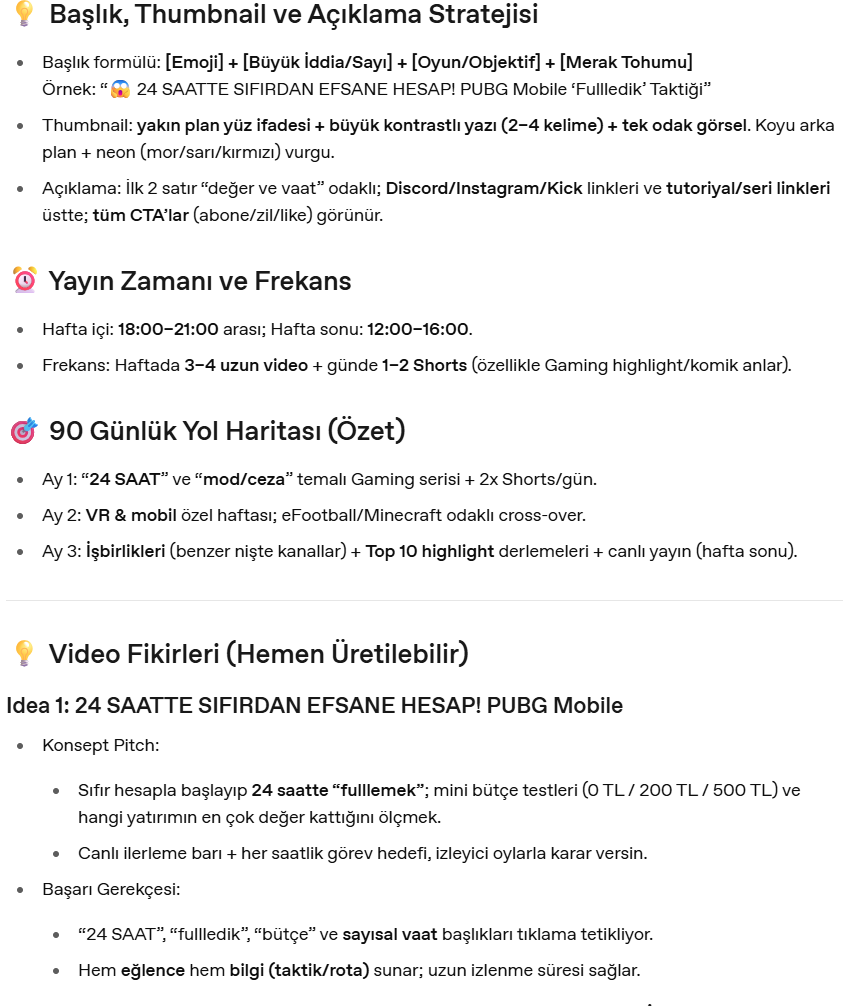 💡 Başlık, Thumbnail ve Açıklama Stratejisi
• Başlık formülü: [Emoji] + [Büyük İddia/Sayı] + [Oyun/Objektif] + [Merak Tohumu]
Örnek: “😱 24 SAATTE SIFIRDAN EFSANE HESAP! PUBG Mobile ‘Fullledik’ Taktiği”
• Thumbnail: yakın plan yüz ifadesi + büyük kontrastlı yazı (2–4 kelime) + tek odak görsel. Koyu arka
plan + neon (mor/sarı/kırmızı) vurgu.
• Açıklama: İlk 2 satır “değer ve vaat” odaklı; Discord/Instagram/Kick linkleri ve tutoriyal/seri linkleri
üstte; tüm CTA’lar (abone/zil/like) görünür.
⏰ Yayın Zamanı ve Frekans
• Hafta içi: 18:00–21:00 arası; Hafta sonu: 12:00–16:00.
• Frekans: Haftada 3–4 uzun video + günde 1–2 Shorts (özellikle Gaming highlight/komik anlar).
🎯 90 Günlük Yol Haritası (Özet)
• Ay 1: “24 SAAT” ve “mod/ceza” temalı Gaming serisi + 2x Shorts/gün.
• Ay 2: VR & mobil özel haftası; eFootball/Minecraft odaklı cross-over.
• Ay 3: İşbirlikleri (benzer nişte kanallar) + Top 10 highlight derlemeleri + canlı yayın (hafta sonu).
💡 Video Fikirleri (Hemen Üretilebilir)
Idea 1: 24 SAATTE SIFIRDAN EFSANE HESAP! PUBG Mobile
• Konsept Pitch:
• Sıfır hesapla başlayıp 24 saatte “fulllemek”; mini bütçe testleri (0 TL / 200 TL / 500 TL) ve
hangi yatırımın en çok değer kattığını ölçmek.
• Canlı ilerleme barı + her saatlik görev hedefi, izleyici oylarla karar versin.
• Başarı Gerekçesi:
• “24 SAAT”, “fullledik”, “bütçe” ve sayısal vaat başlıkları tıklama tetikliyor.
• Hem eğlence hem bilgi (taktik/rota) sunar; uzun izlenme süresi sağlar.